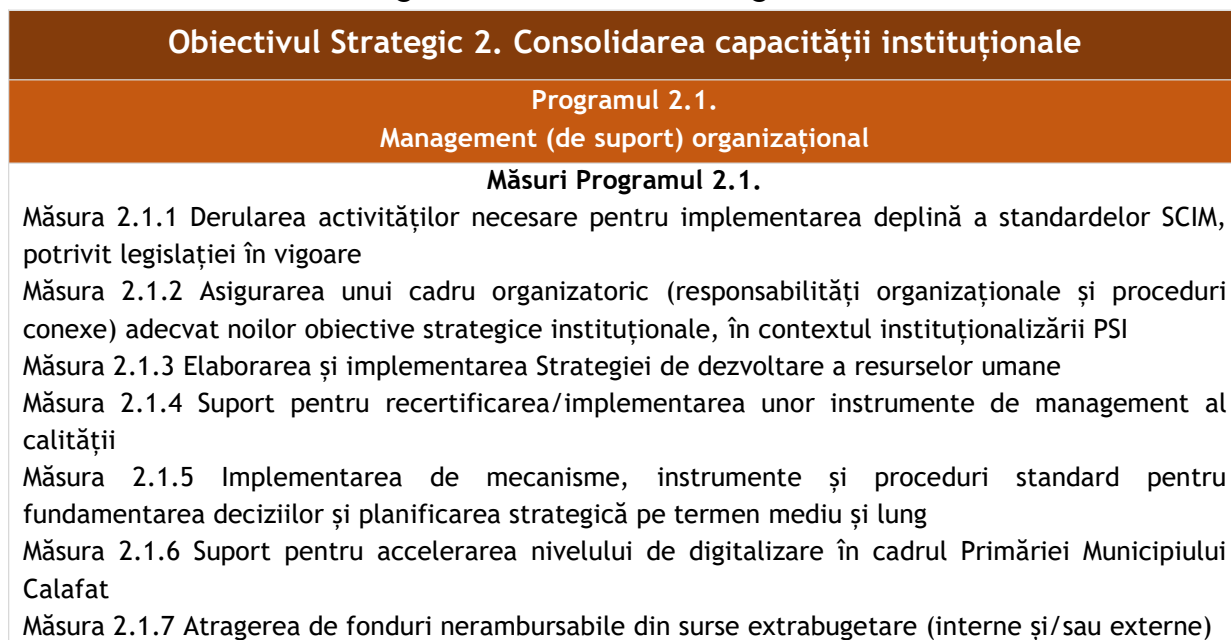 Obiectivul Strategic 2. Consolidarea capacității instituționale
Programul 2.1.
Management (de suport) organizațional
Măsuri Programul 2.1.
Măsura 2.1.1 Derularea activităților necesare pentru implementarea deplină a standardelor SCIM,
potrivit legislației în vigoare
Măsura 2.1.2 Asigurarea unui cadru organizatoric (responsabilități organizaționale și proceduri
conexe) adecvat noilor obiective strategice instituționale, în contextul instituționalizării PSI
Măsura 2.1.3 Elaborarea și implementarea Strategiei de dezvoltare a resurselor umane
Măsura 2.1.4 Suport pentru recertificarea/implementarea unor instrumente de management al
calității
Măsura 2.1.5 Implementarea de mecanisme, instrumente și proceduri standard pentru
fundamentarea deciziilor și planificarea strategică pe termen mediu și lung
Măsura 2.1.6 Suport pentru accelerarea nivelului de digitalizare în cadrul Primăriei Municipiului
Calafat
Măsura 2.1.7 Atragerea de fonduri nerambursabile din surse extrabugetare (interne și/sau externe)